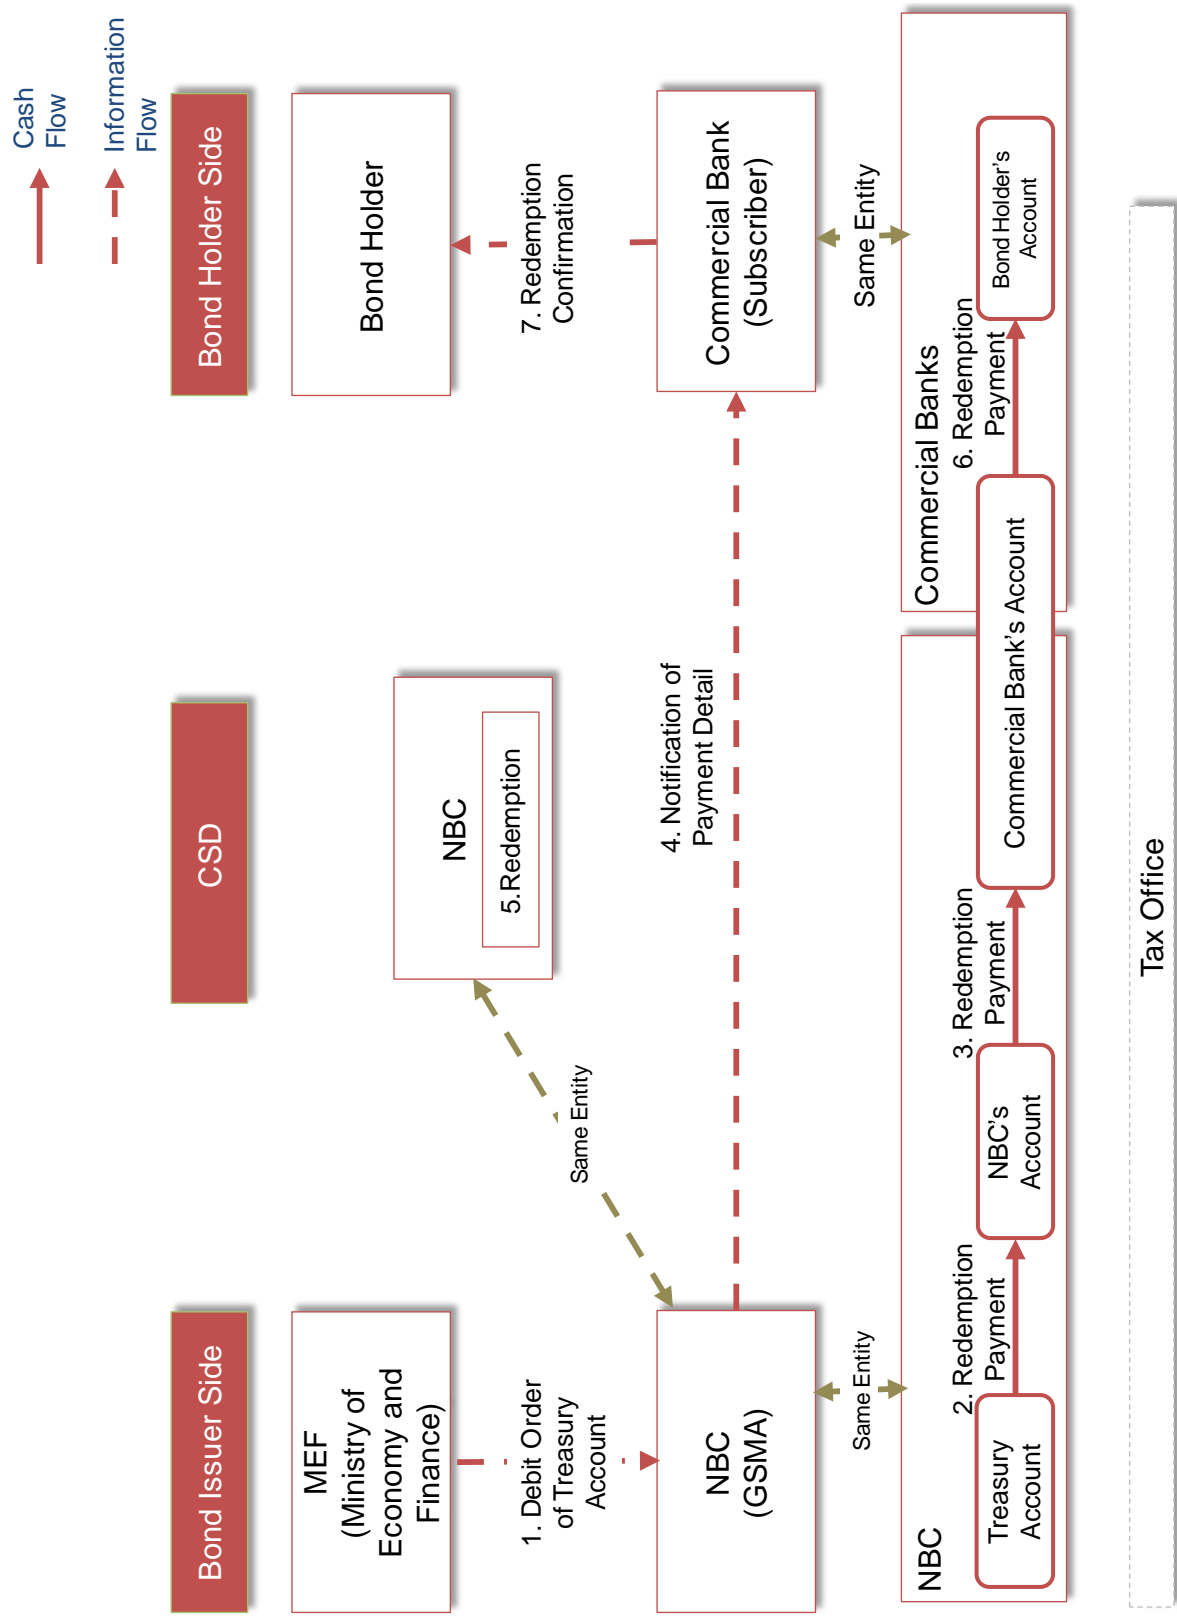 Cash
Flow
Information
Flow
Bond Issuer Side
CSD
Bond Holder Side
MEF
(Ministry of
Economy and
Finance)
NBC
5.Redemption
Bond Holder
1. Debit Order
of Treasury
Account
Same Entity
4. Notification of
Payment Detail
7. Redemption
Confirmation
NBC
(GSMA)
Commercial Bank
(Subscriber)
Same Entity
Same Entity
NBC
2. Redemption
Payment
3. Redemption
Payment
Commercial Banks
6. Redemption
Payment
Treasury
Account
NBC's
Account
Commercial Bank's Account
Bond Holder's
Account
Tax Office